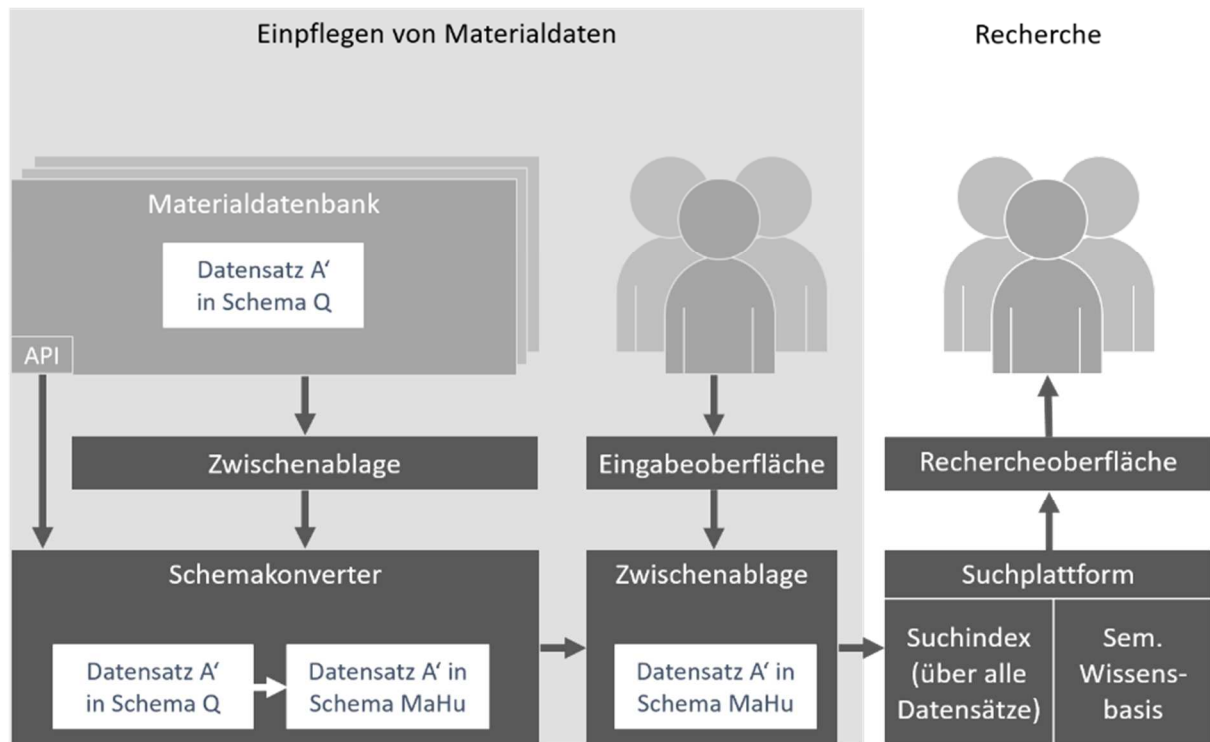 Einpflegen von Materialdaten
Recherche
Materialdatenbank
Datensatz A‘
in Schema Q
API
Zwischenablage
Eingabeoberfläche
Rechercheoberfläche
Schemakonverter
Datensatz A‘
in Schema Q
Datensatz A‘ in
Schema MaHu
Zwischenablage
Datensatz A‘ in
Schema MaHu
Suchplattform
Suchindex
(über alle
Datensätze)
Sem.
Wissens-
basis